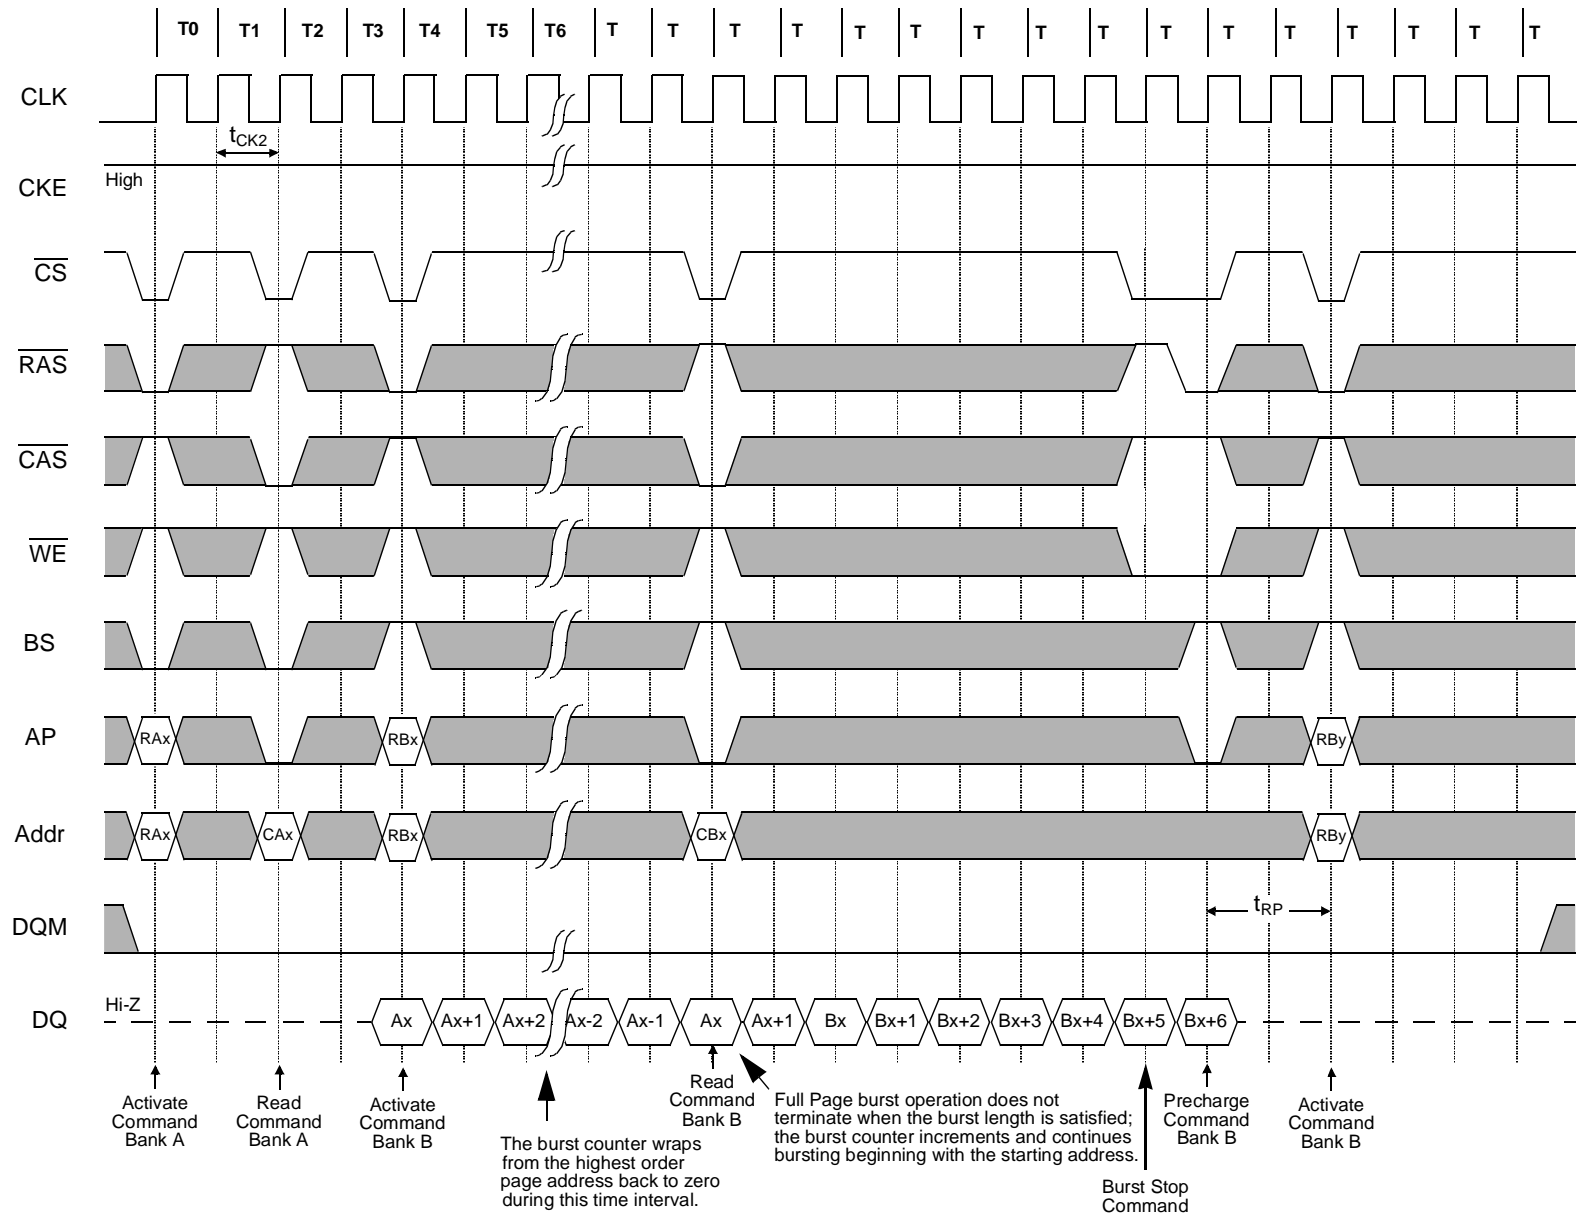 T0 T1 T2 T3 T4 T5 T6 T T T T T T T T T T T T T T T T
CLK
tCK2
CKE
High
CS
RAS
CAS
WE
BS
AP
RAx RBx RBy
Addr
RAx CAx RBx CBx RBy
DQM
tRP
DQ
Hi-Z
Ax Ax+1 Ax+2 Ax-2 Ax-1 Ax Ax+1 Bx Bx+1 Bx+2 Bx+3 Bx+4 Bx+5 Bx+6
Activate
Command
Bank A
Read
Command
Bank A
Activate
Command
Bank B
The burst counter wraps
from the highest order
page address back to zero
during this time interval.
Read
Command
Bank B
Full Page burst operation does not
terminate when the burst length is satisfied;
the burst counter increments and continues
bursting beginning with the starting address.
Burst Stop
Command
Precharge
Command
Bank B
Activate
Command
Bank B